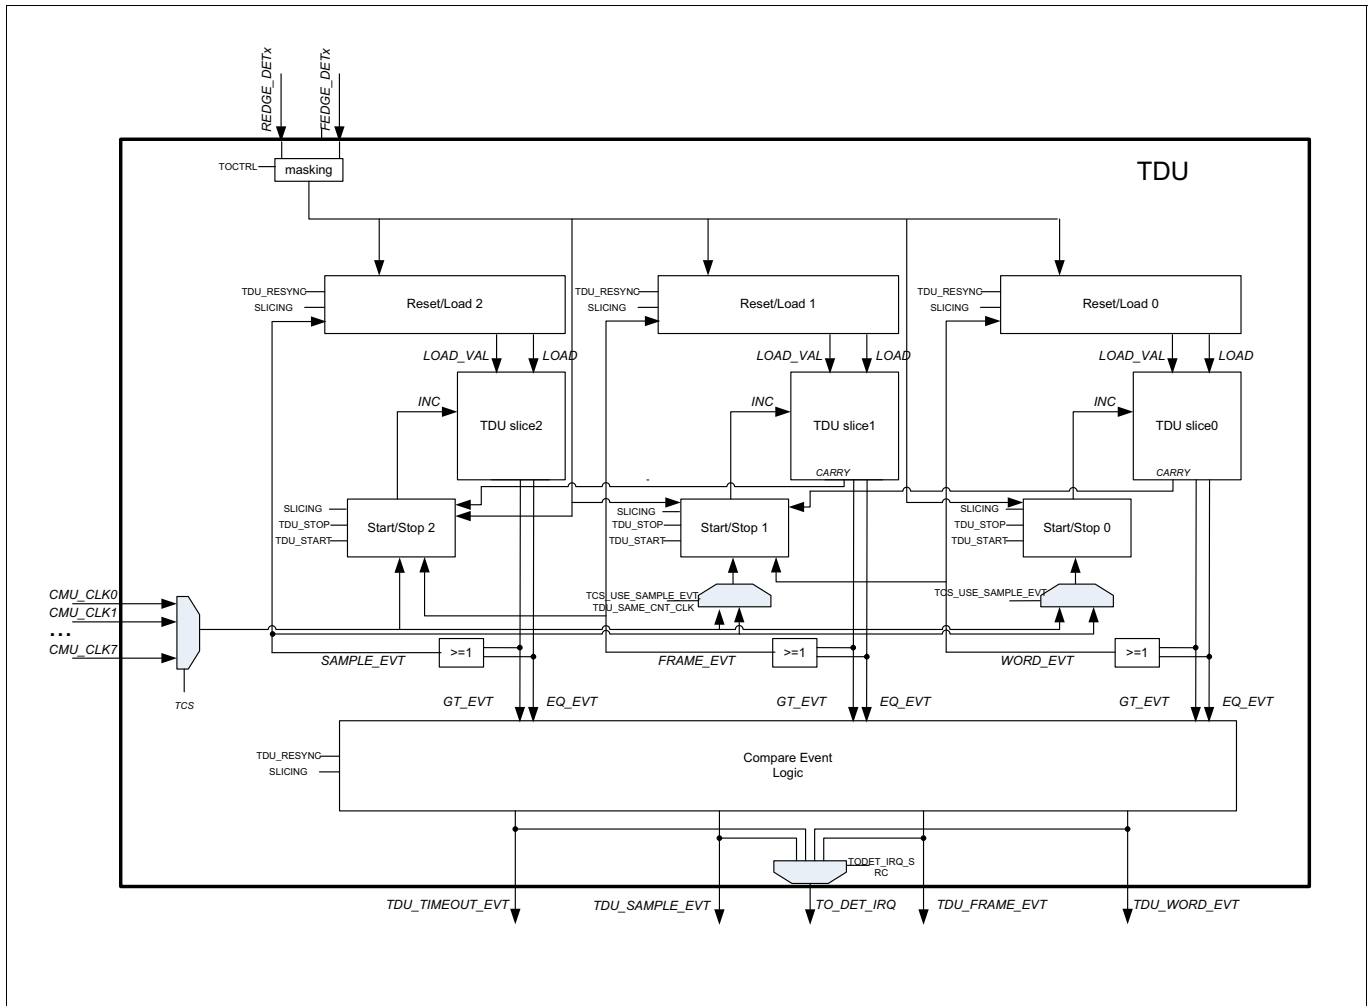 REDGE_DETx
FEDGE_DETx
TOCTRL
masking
TDU
TDU_RESYNC
SLICING
Reset/Load 2
TDU_RESYNC
SLICING
Reset/Load 1
TDU_RESYNC
SLICING
Reset/Load 0
LOAD_VAL
LOAD
LOAD_VAL
LOAD
LOAD_VAL
LOAD
INC
TDU slice2
INC
TDU slice1
CARRY
INC
TDU slice0
CARRY
SLICING
TDU_STOP
TDU_START
Start/Stop 2
SLICING
TDU_STOP
TDU_START
Start/Stop 1
SLICING
TDU_STOP
TDU_START
Start/Stop 0
CMU_CLK0
CMU_CLK1
...
CMU_CLK7
TCS
TCS_USE_SAMPLE_EVT
TDU_SAME_CNT_CLK
TCS_USE_SAMPLE_EVT
SAMPLE_EVT
>=1
FRAME_EVT
>=1
WORD_EVT
>=1
GT_EVT
EQ_EVT
GT_EVT
EQ_EVT
GT_EVT
EQ_EVT
TDU_RESYNC
SLICING
Compare Event
Logic
TODET_IRQ_S
RC
TDU_TIMEOUT_EVT
TDU_SAMPLE_EVT
TO_DET_IRQ
TDU_FRAME_EVT
TDU_WORD_EVT